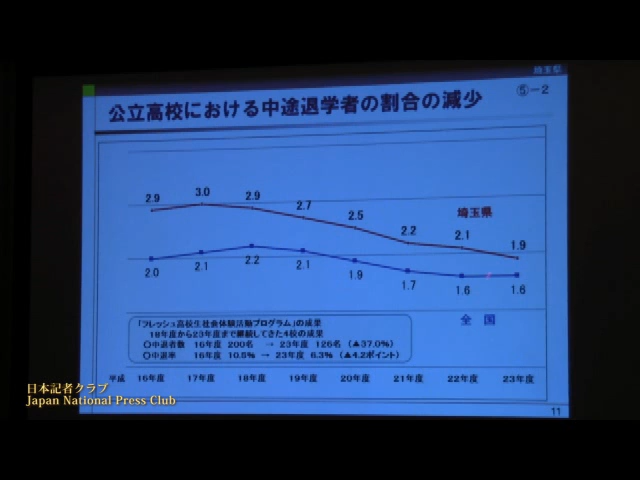 埼玉県
⑤-2
公立高校における中途退学者の割合の減少
2.9 3.0 2.9 2.7 2.5 2.2 2.1 1.9
埼玉県
2.0 2.1 2.2 2.1 1.9 1.7 1.6 1.6
全国
「フレッシュ高校生社会体験活動プログラム」の成果
18年度から23年度まで継続してきた4校の成果
○中退者数 16年度 200名 → 23年度 126名 (▲37.0%)
○中退率 16年度 10.5% → 23年度 6.3% (▲4.2ポイント)
平成 16年度 17年度 18年度 19年度 20年度 21年度 22年度 23年度
11
日本記者クラブ
Japan National Press Club